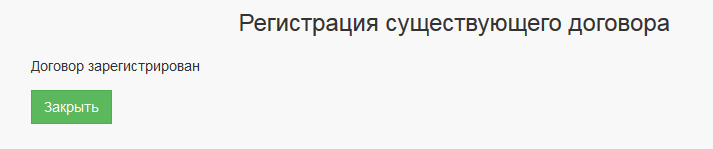 Регистрация существующего договора
Договор зарегистрирован
Закрыть